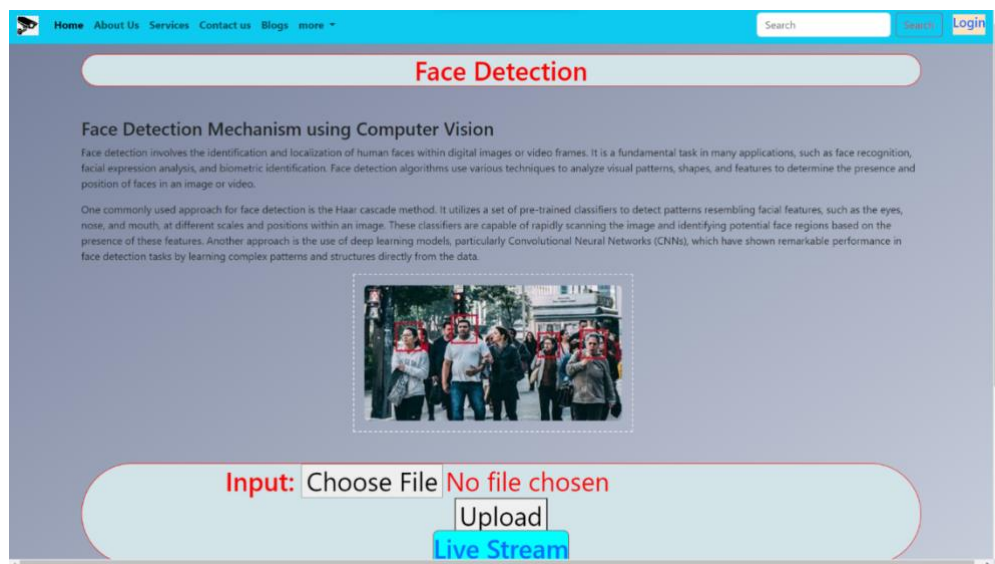 Home About Us Services Contact us Blogs more Search Search Login
Face Detection
Face Detection Mechanism using Computer Vision
Face detection involves the identification and localization of human faces within digital images or video frames. It is a fundamental task in many applications, such as face recognition,
facial expression analysis, and biometric identification. Face detection algorithms use various techniques to analyze visual patterns, shapes, and features to determine the presence and
position of faces in an image or video.
One commonly used approach for face detection is the Haar cascade method. It utilizes a set of pre-trained classifiers to detect patterns resembling facial features, such as the eyes,
nose, and mouth, at different scales and positions within an image. These classifiers are capable of rapidly scanning the image and identifying potential face regions based on the
presence of these features. Another approach is the use of deep learning models, particularly Convolutional Neural Networks (CNNs), which have shown remarkable performance in
face detection tasks by learning complex patterns and structures directly from the data.
Input: Choose File No file chosen
Upload
Live Stream